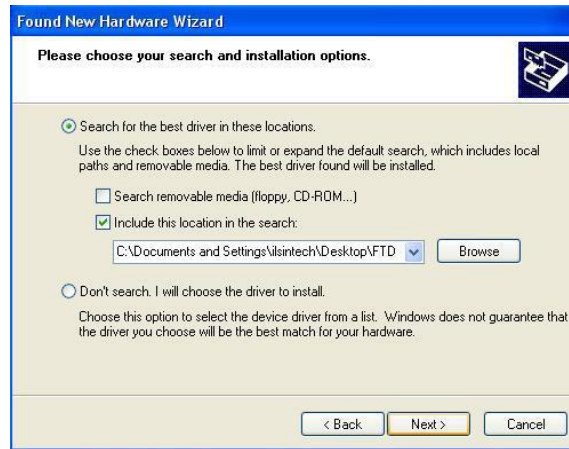 Found New Hardware Wizard
Please choose your search and installation options.
Search for the best driver in these locations.
Use the check boxes below to limit or expand the default search, which includes local
paths and removable media. The best driver found will be installed.
Search removable media (floppy, CD-ROM...)
Include this location in the search:
C:\Documents and Settings\ilsintech\Desktop\FTD
Browse
Don't search. I will choose the driver to install.
Choose this option to select the device driver from a list. Windows does not guarantee that
the driver you choose will be the best match for your hardware.
< Back Next > Cancel